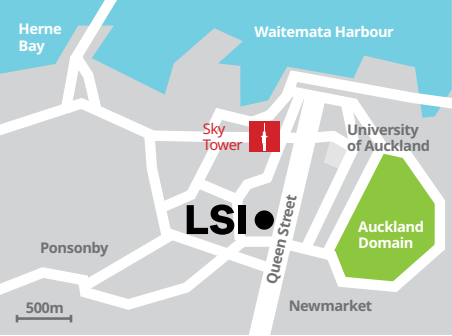 Herne
Bay
Waitemata Harbour
Sky
Tower
University
of Auckland
LSI
Queen Street
Auckland
Domain
Ponsonby
Newmarket
500m